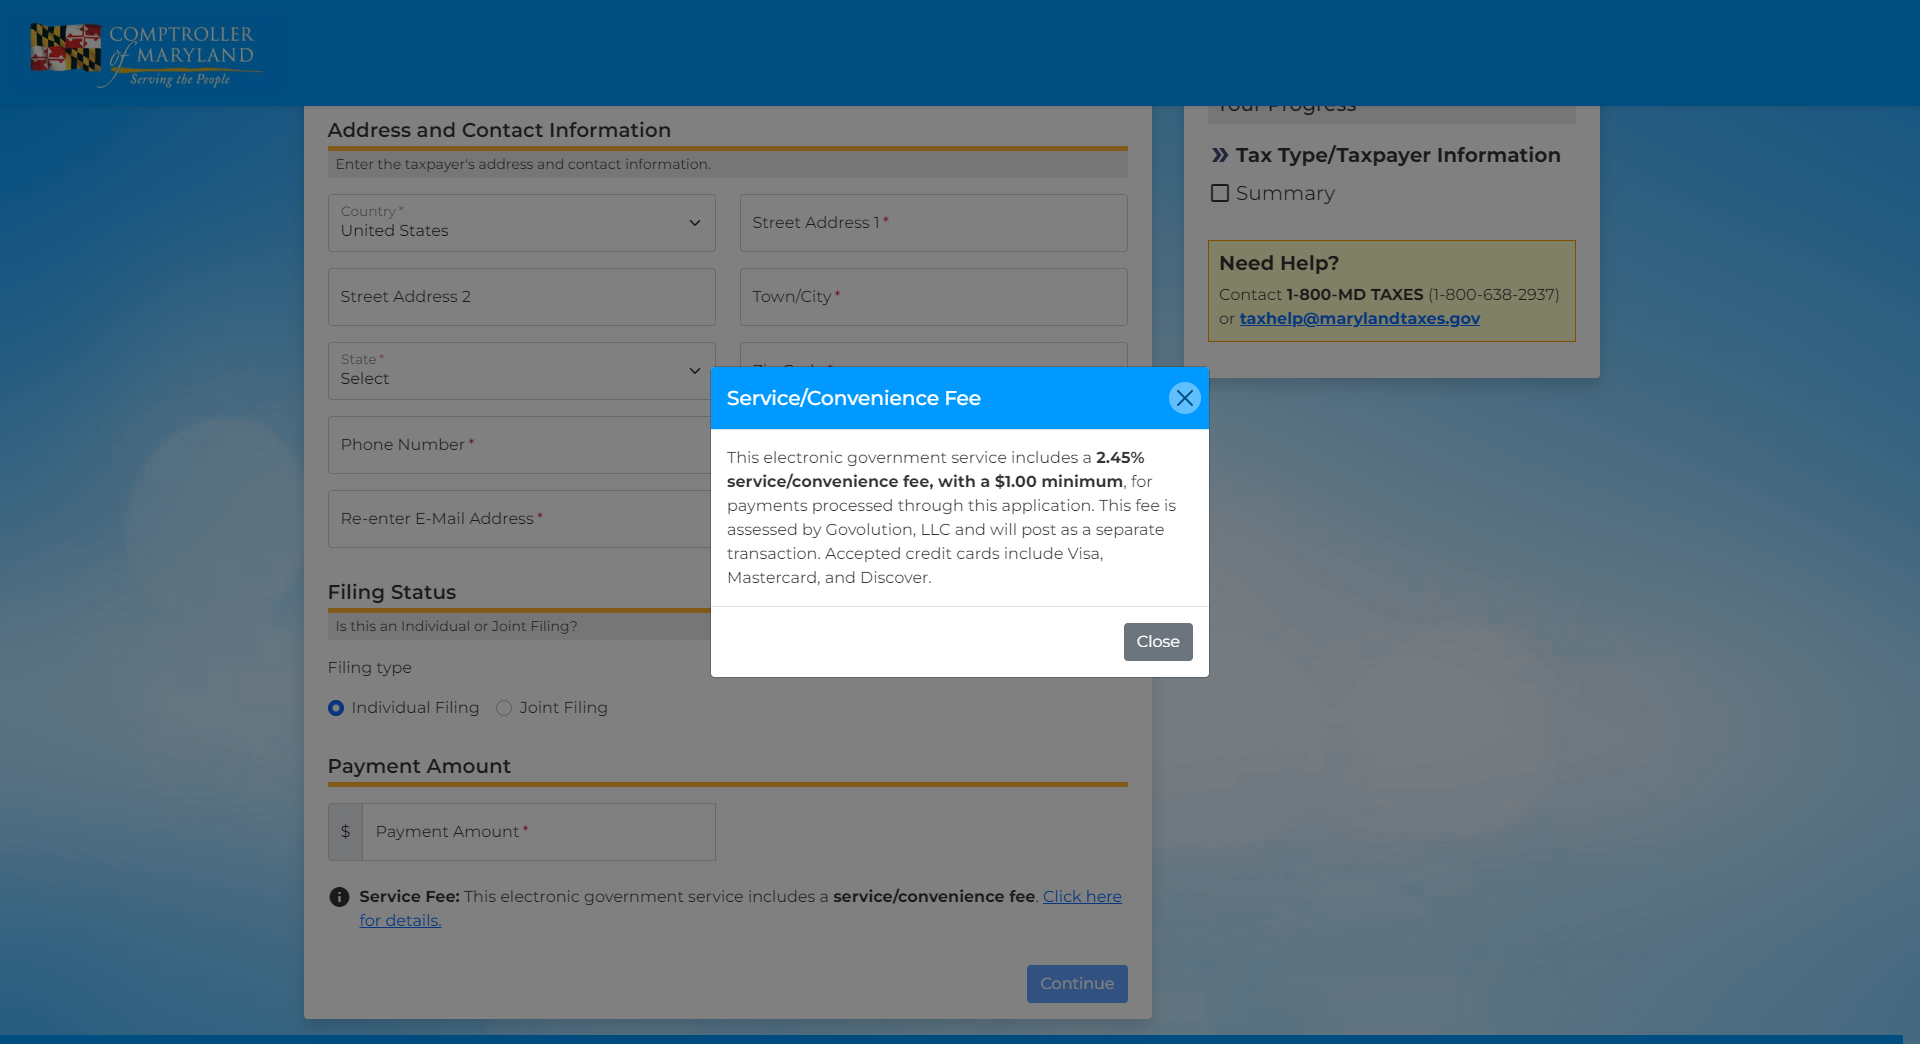 COMPTROLLER
of MARYLAND
Serving the People
Address and Contact Information
Enter the taxpayer's address and contact information.
Country *
United States
Street Address 1 *
Street Address 2
Town/City *
State *
Select
Phone Number *
Re-enter E-Mail Address *
Filing Status
Is this an Individual or Joint Filing?
Filing type
Individual Filing
Joint Filing
Payment Amount
$
Payment Amount *
Service Fee: This electronic government service includes a service/convenience fee. Click here
for details.
Continue
Your Progress
Tax Type/Taxpayer Information
Summary
Need Help?
Contact 1-800-MD TAXES (1-800-638-2937)
or taxhelp@marylandtaxes.gov
Service/Convenience Fee
This electronic government service includes a 2.45%
service/convenience fee, with a $1.00 minimum, for
payments processed through this application. This fee is
assessed by Govolution, LLC and will post as a separate
transaction. Accepted credit cards include Visa,
Mastercard, and Discover.
Close